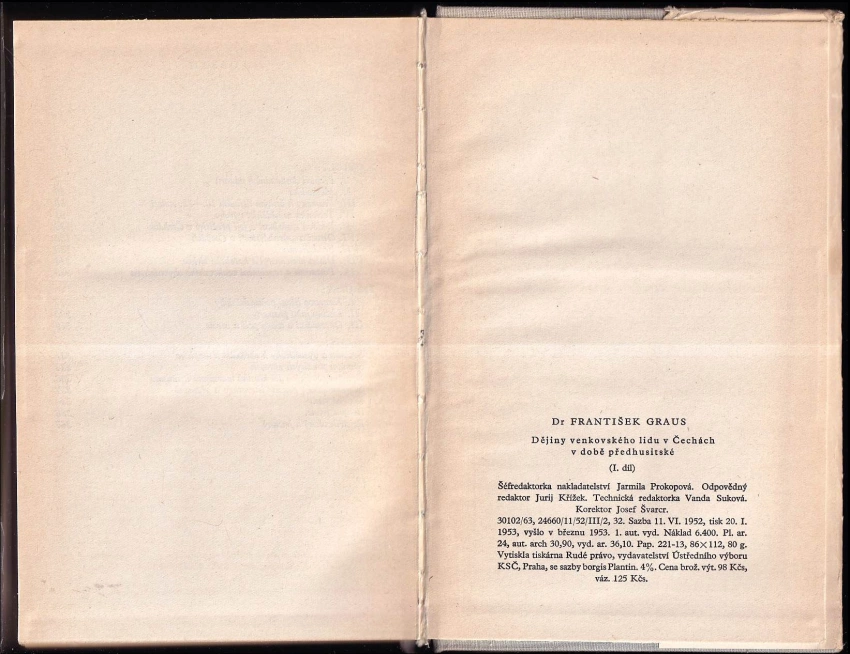 Dr FRANTIŠEK GRAUS
Dějiny venkovského lidu v Čechách
v době předhusitské
(I. díl)
Šéfredaktorka nakladatelství Jarmila Prokopová. Odpovědný
redaktor Jurij Křížek. Technická redaktorka Vanda Suková.
Korektor Josef Švarcr.
30102/63, 24660/11/52/III/2, 32. Sazba 11. VI. 1952, tisk 20. I.
1953, vyšlo v březnu 1953. 1. aut. vyd. Náklad 6.400. Pl. ar.
24, aut. arch 30,90, vyd. ar. 36,10. Pap. 221-13, 86×112, 80 g.
Vytiskla tiskárna Rudé právo, vydavatelství Ústředního výboru
KSČ, Praha, se sazby borgis Plantin. 4%. Cena brož. výt. 98 Kčs,
váz. 125 Kčs.